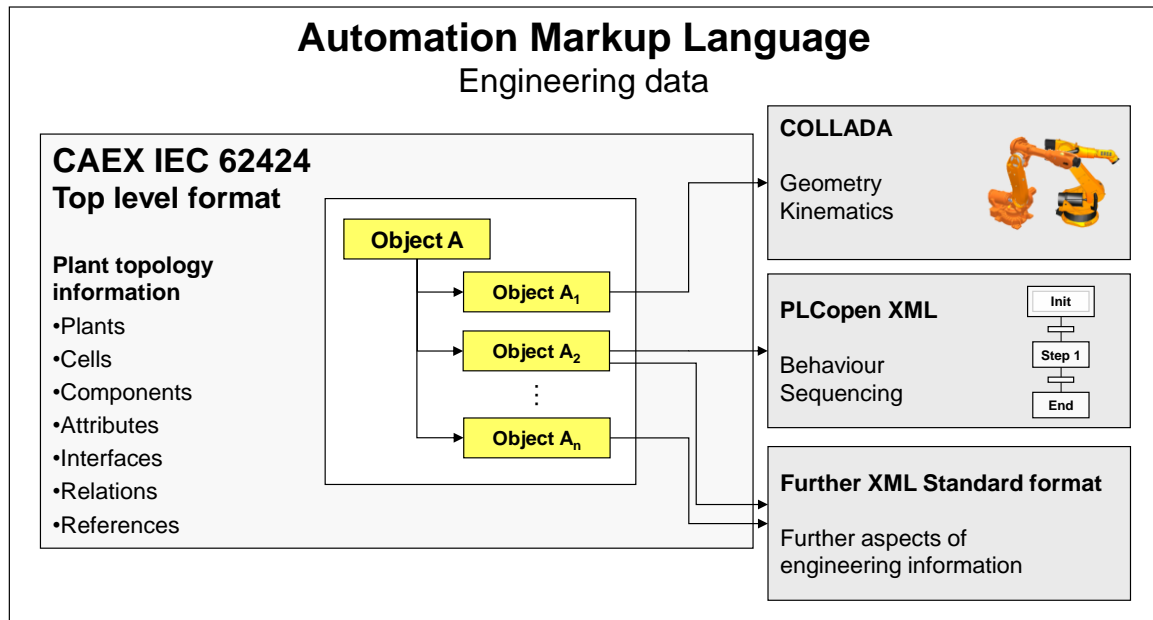 Automation Markup Language
Engineering data
CAEX IEC 62424
Top level format
Plant topology
information
•Plants
•Cells
•Components
•Attributes
•Interfaces
•Relations
•References
Object A
Object A₁
Object A₂
⋮
Object Aₙ
COLLADA
Geometry
Kinematics
PLCopen XML
Behaviour
Sequencing
Init
Step 1
End
Further XML Standard format
Further aspects of
engineering information